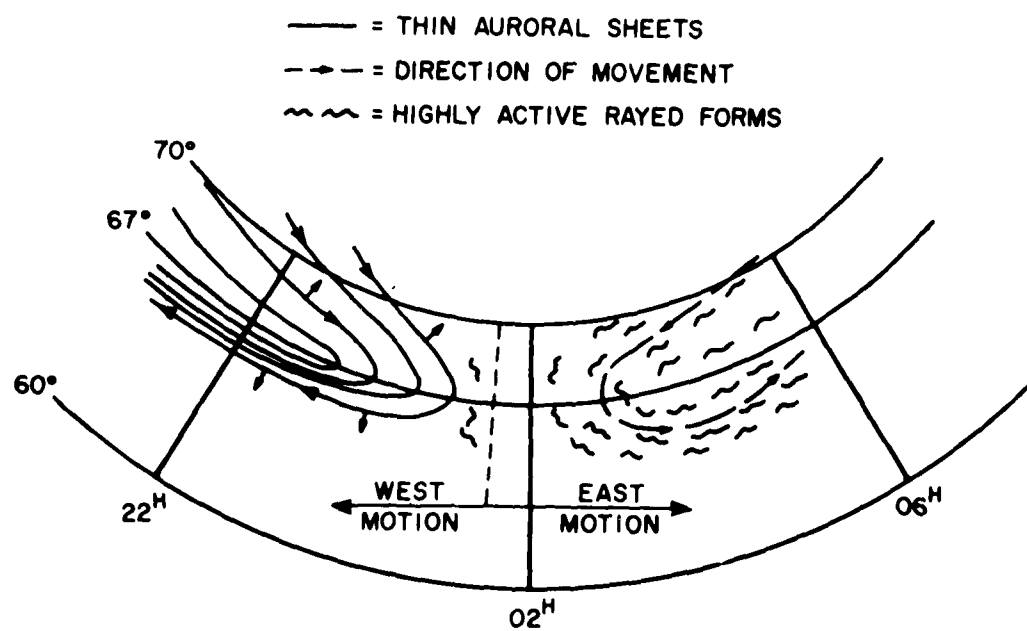 = THIN AURORAL SHEETS
= DIRECTION OF MOVEMENT
= HIGHLY ACTIVE RAYED FORMS
70°
67°
60°
WEST MOTION
EAST MOTION
22ᴴ
06ᴴ
02ᴴ